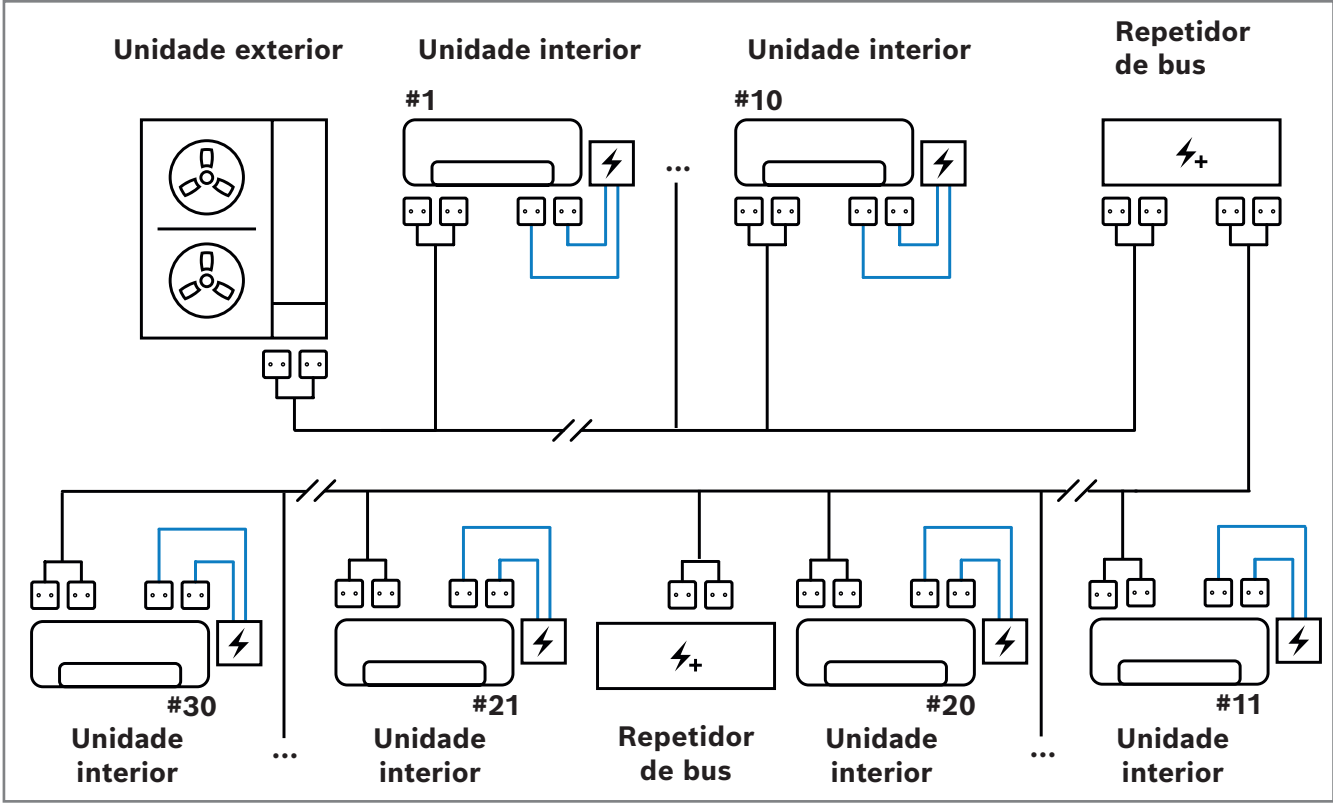 Unidade exterior
Unidade interior
#1
Unidade interior
#10
Repetidor
de bus
...
#30
Unidade
interior
...
#21
Unidade
interior
Repetidor
de bus
#20
Unidade
interior
...
#11
Unidade
interior